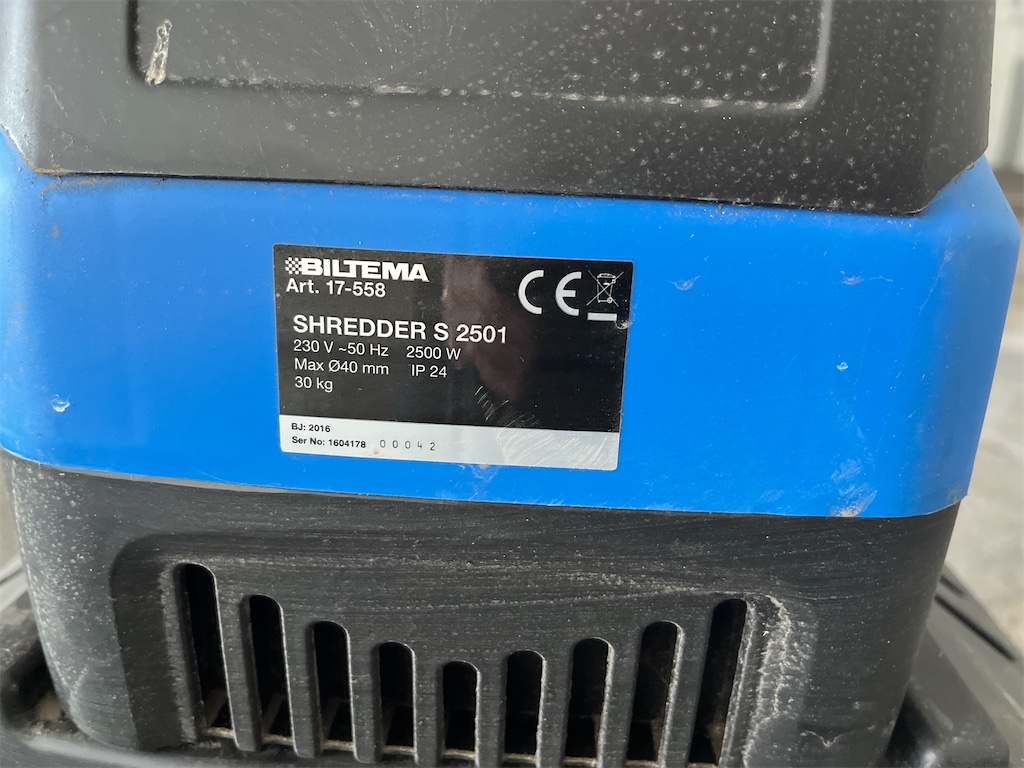 BILTEMA
Art. 17-558
CE
SHREDDER S 2501
230 V ~50 Hz 2500 W
Max Ø40 mm IP 24
30 kg
BJ: 2016
Ser No: 1604178 00042